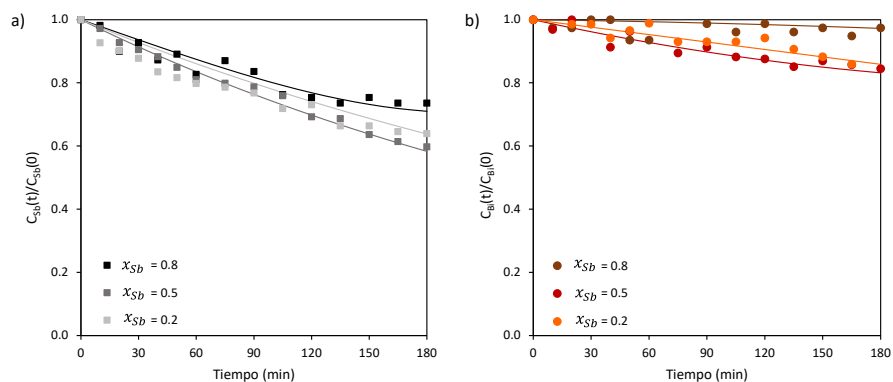 a)
C_Sb(t)/C_Sb(0)
1.0
0.8
0.6
0.4
0.2
0.0
x_Sb = 0.8
x_Sb = 0.5
x_Sb = 0.2
0 30 60 90 120 150 180
Tiempo (min)
b)
C_Bi(t)/C_Bi(0)
1.0
0.8
0.6
0.4
0.2
0.0
x_Sb = 0.8
x_Sb = 0.5
x_Sb = 0.2
0 30 60 90 120 150 180
Tiempo (min)